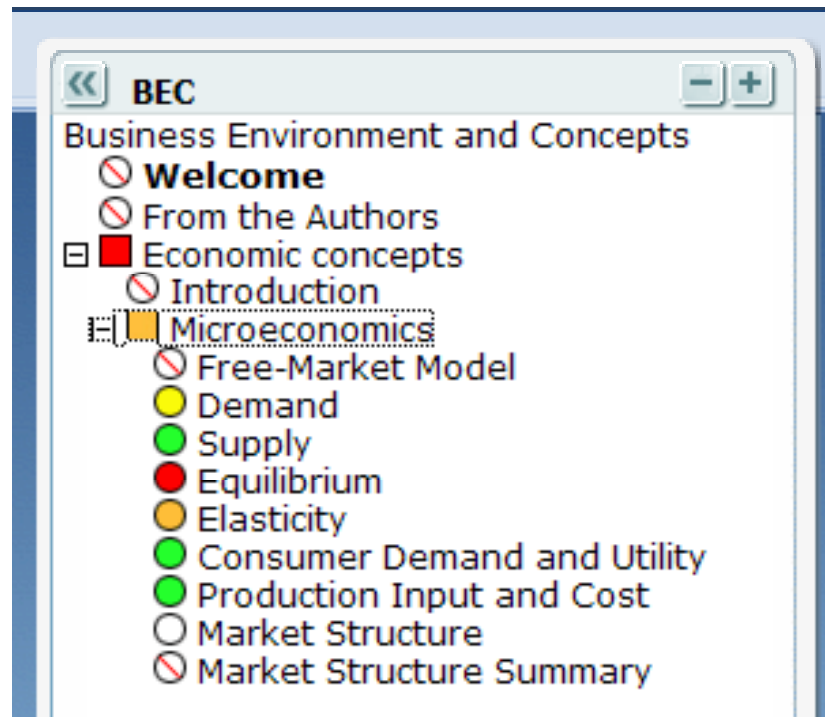 BEC
Business Environment and Concepts
Welcome
From the Authors
Economic concepts
Introduction
Microeconomics
Free-Market Model
Demand
Supply
Equilibrium
Elasticity
Consumer Demand and Utility
Production Input and Cost
Market Structure
Market Structure Summary